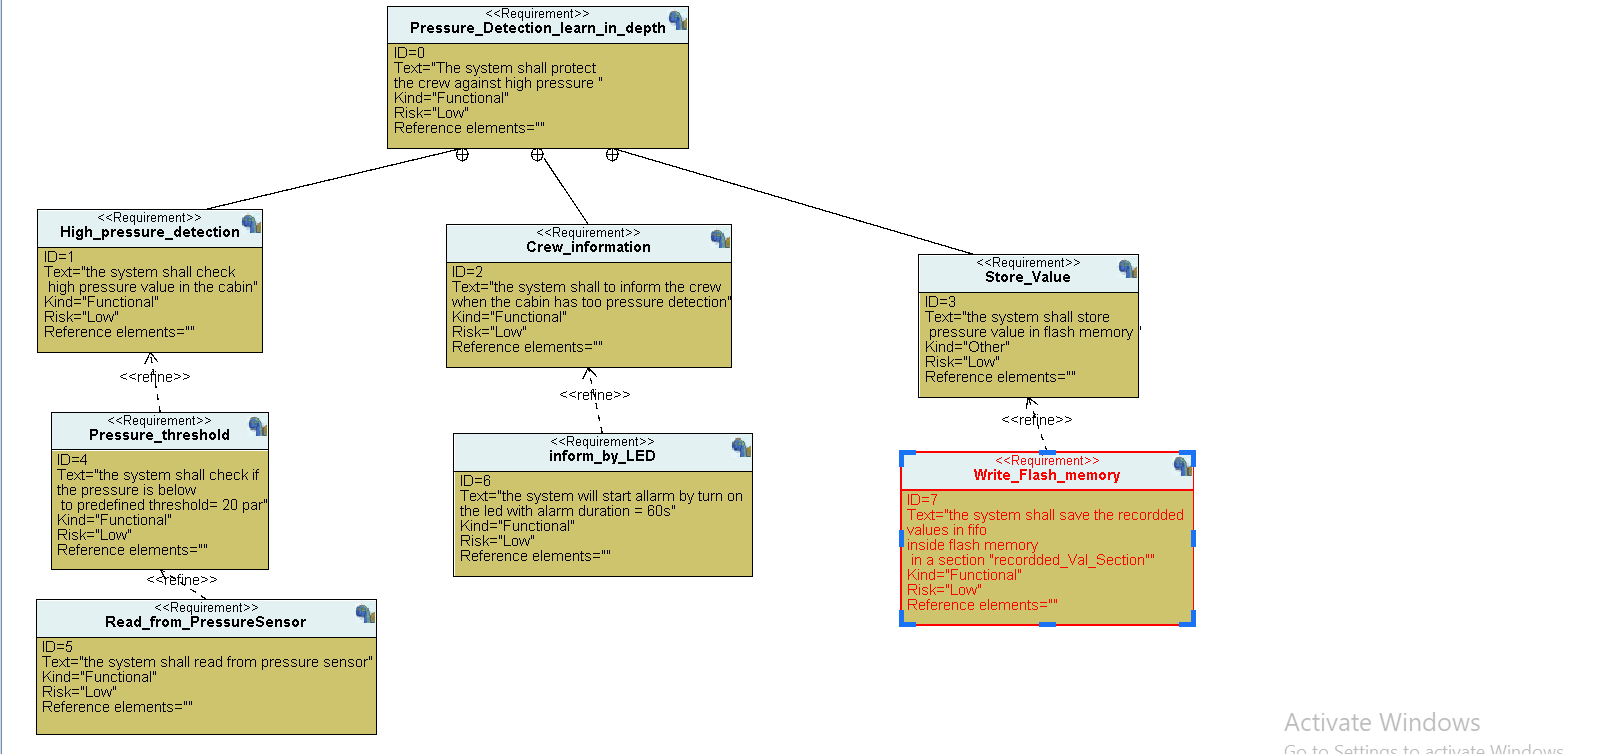 <<Requirement>>
Pressure_Detection_learn_in_depth
ID=0
Text="The system shall protect
the crew against high pressure "
Kind="Functional"
Risk="Low"
Reference elements=""
<<Requirement>>
High_pressure_detection
ID=1
Text="the system shall check
high pressure value in the cabin"
Kind="Functional"
Risk="Low"
Reference elements=""
<<Requirement>>
Crew_information
ID=2
Text="the system shall to inform the crew
when the cabin has too pressure detection"
Kind="Functional"
Risk="Low"
Reference elements=""
<<Requirement>>
Store_Value
ID=3
Text="the system shall store
pressure value in flash memory "
Kind="Other"
Risk="Low"
Reference elements=""
<<refine>>
<<refine>>
<<refine>>
<<Requirement>>
Pressure_threshold
ID=4
Text="the system shall check if
the pressure is below
to predefined threshold= 20 par"
Kind="Functional"
Risk="Low"
Reference elements=""
<<Requirement>>
inform_by_LED
ID=6
Text="the system will start allarm by turn on
the led with alarm duration = 60s"
Kind="Functional"
Risk="Low"
Reference elements=""
<<Requirement>>
Write_Flash_memory
ID=7
Text="the system shall save the recordded
values in fifo
inside flash memory
in a section "recordded_Val_Section""
Kind="Functional"
Risk="Low"
Reference elements=""
<<refine>>
<<Requirement>>
Read_from_PressureSensor
ID=5
Text="the system shall read from pressure sensor"
Kind="Functional"
Risk="Low"
Reference elements=""
Activate Windows
Go to Settings to activate Windows